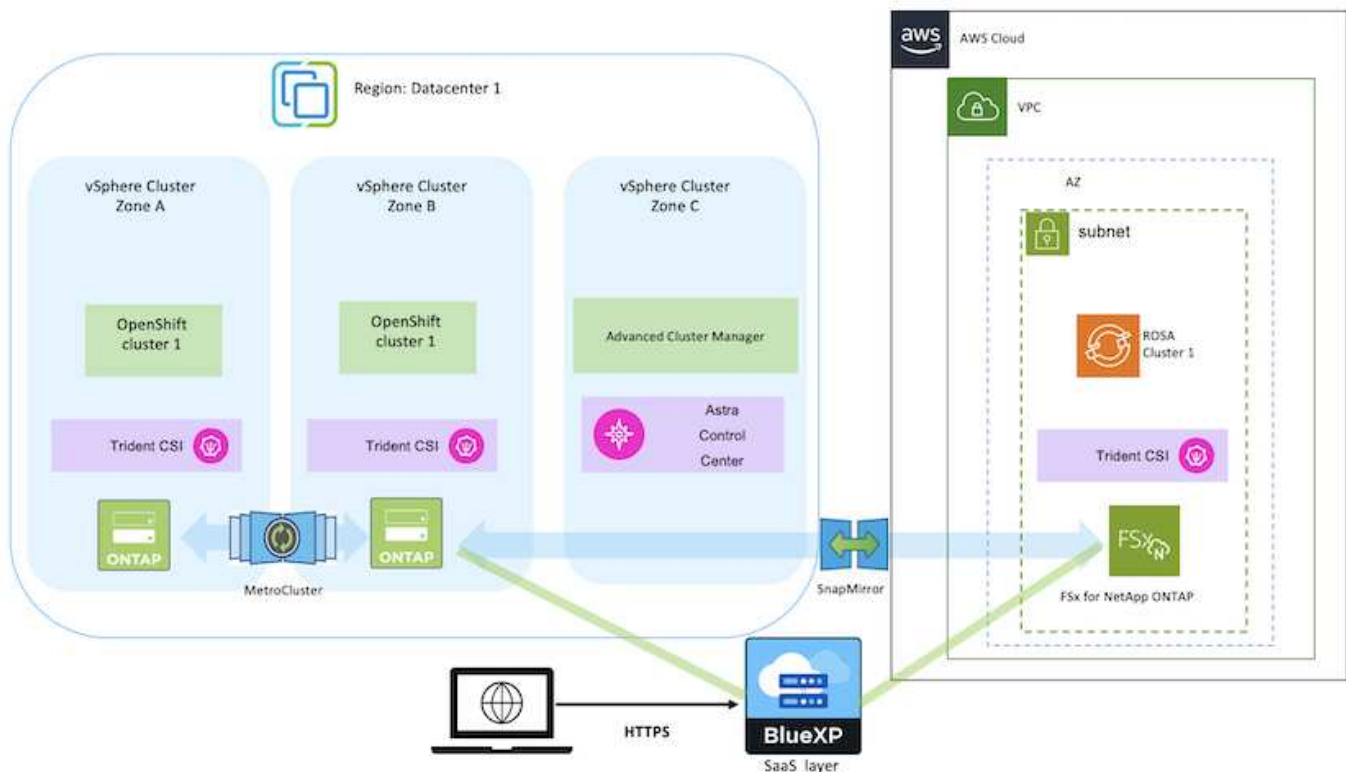 aws
AWS Cloud
Region: Datacenter 1
VPC
vSphere Cluster
Zone A
vSphere Cluster
Zone B
vSphere Cluster
Zone C
AZ
subnet
OpenShift
cluster 1
OpenShift
cluster 1
Advanced Cluster Manager
ROSA
Cluster 1
Trident CSI
Trident CSI
Astra
Control
Center
Trident CSI
ONTAP
MetroCluster
ONTAP
SnapMirror
FSx
N
FSx for NetApp ONTAP
HTTPS
BlueXP
SaaS layer